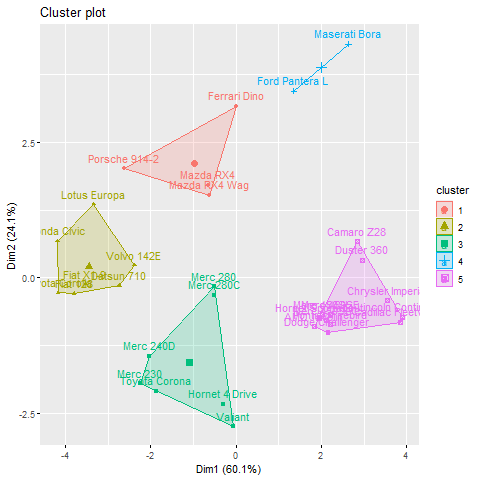 Cluster plot
Maserati Bora
Ford Pantera L
Ferrari Dino
Porsche 914-2
Mazda RX4
Mazda RX4 Wag
Lotus Europa
nda Civic
Volvo 142E
Datsun 710
Camaro Z28
Duster 360
Merc 280
Merc 280C
Chrysler Imperi
Merc 240D
Merc 230
Toyota Corona
Hornet 4 Drive
Valiant
Challenger
2.5
0.0
-2.5
-4
-2
0
2
4
Dim1 (60.1%)
Dim2 (24.1%)
cluster
1
2
3
4
5